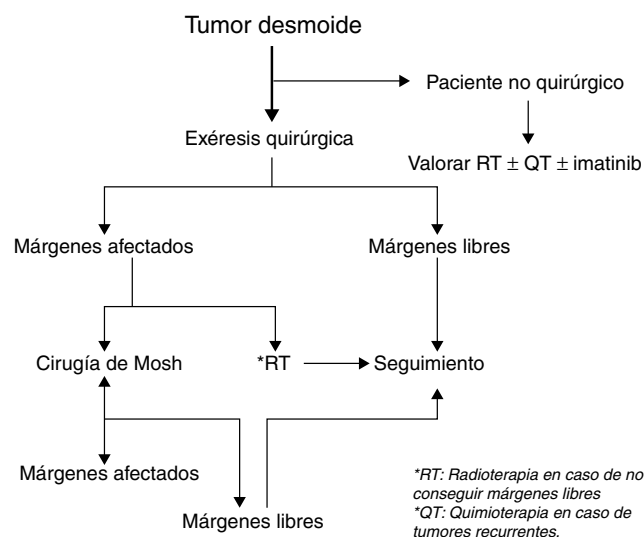 Tumor desmoide
Paciente no quirúrgico
Exéresis quirúrgica
Valorar RT ± QT ± imatinib
Márgenes afectados
Márgenes libres
Cirugía de Mosh
*RT
Seguimiento
Márgenes afectados
Márgenes libres
*RT: Radioterapia en caso de no
conseguir márgenes libres
*QT: Quimioterapia en caso de
tumores recurrentes.